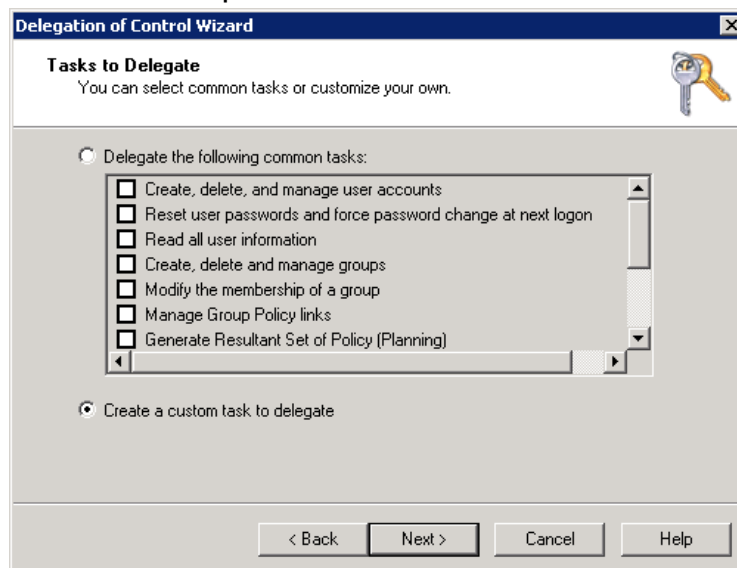 Delegation of Control Wizard
Tasks to Delegate
You can select common tasks or customize your own.
Delegate the following common tasks:
Create, delete, and manage user accounts
Reset user passwords and force password change at next logon
Read all user information
Create, delete and manage groups
Modify the membership of a group
Manage Group Policy links
Generate Resultant Set of Policy (Planning)
Create a custom task to delegate
< Back Next > Cancel Help